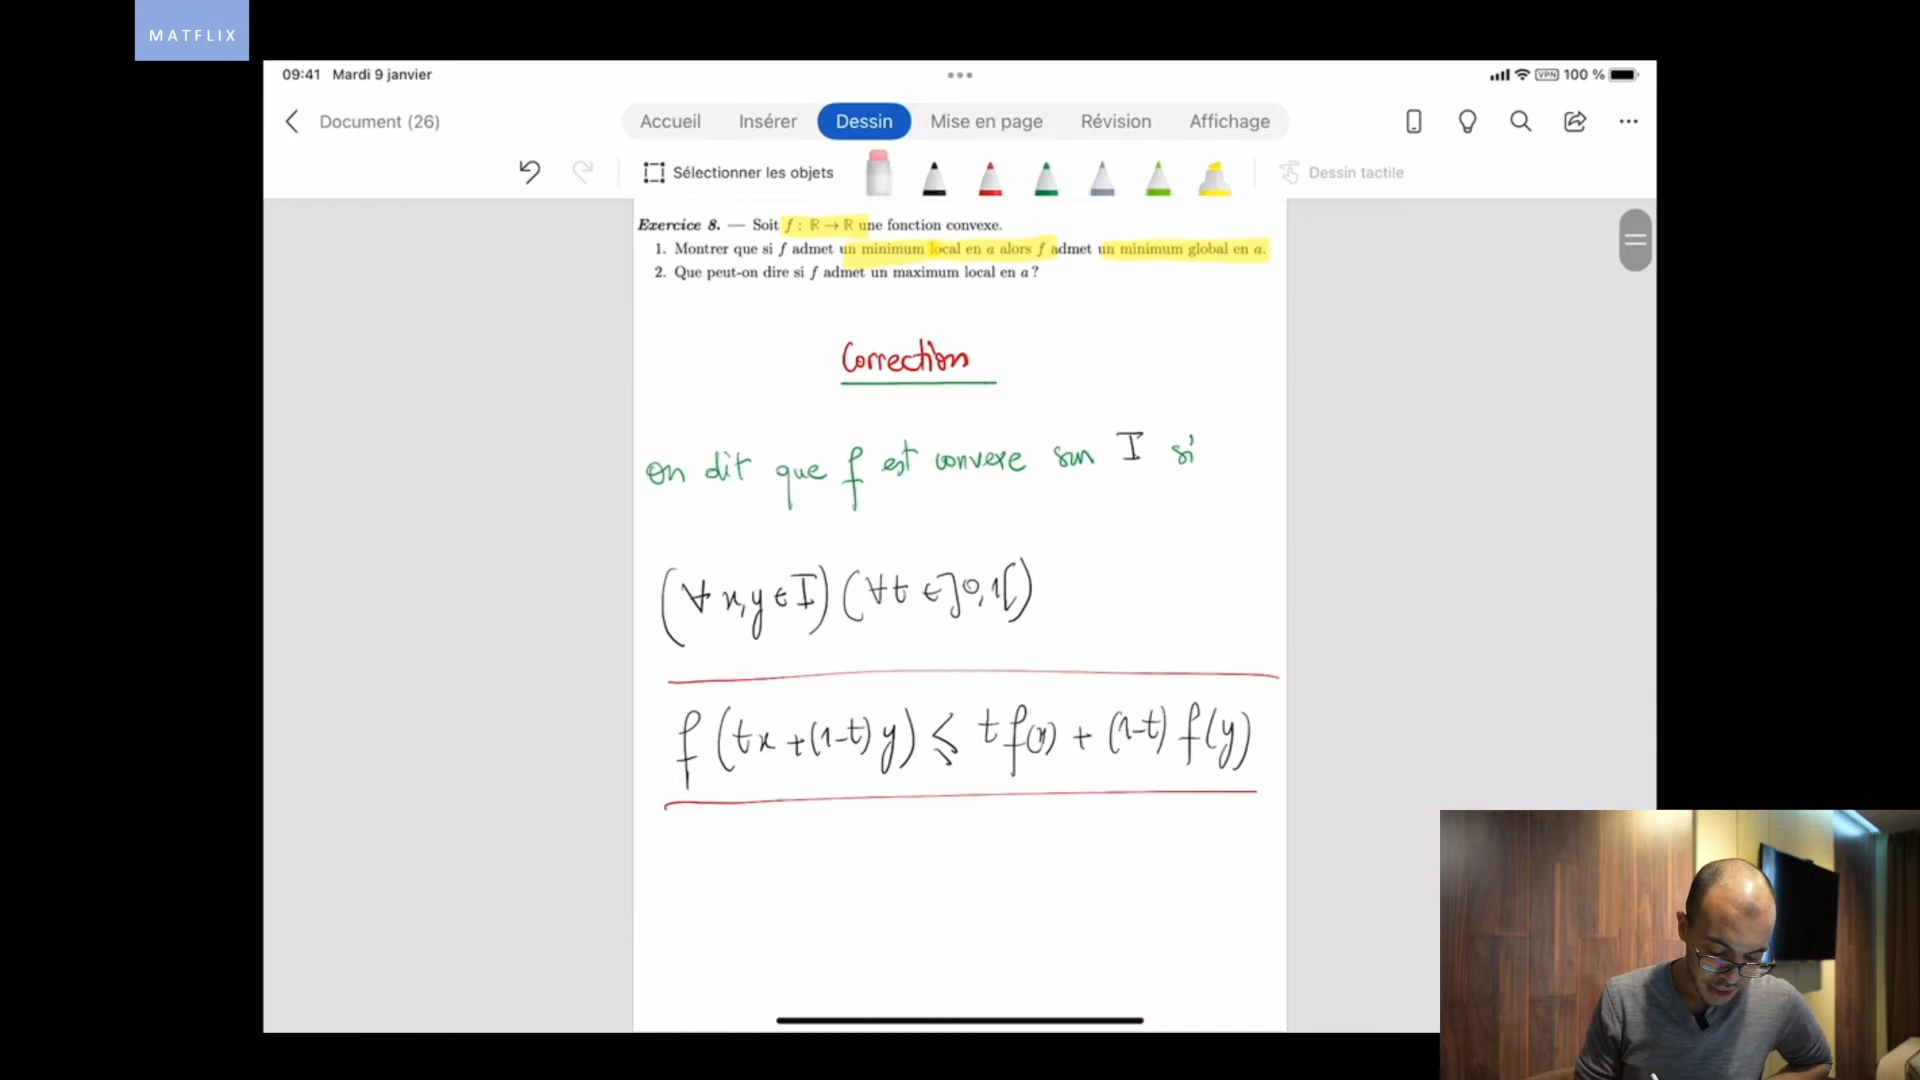 MATFLIX
09:41 Mardi 9 janvier
VPN 100 %
Document (26)
Accueil Insérer Dessin Mise en page Révision Affichage
Sélectionner les objets
Dessin tactile
Exercice 8. — Soit f : ℝ → ℝ une fonction convexe.
1. Montrer que si f admet un minimum local en a alors f admet un minimum global en a.
2. Que peut-on dire si f admet un maximum local en a ?
Correction
on dit que f est convexe sur I si
(∀ x, y ∈ I) (∀ t ∈ ]0, 1[)
f (tx + (1-t) y) ⩽ t f(x) + (1-t) f(y)